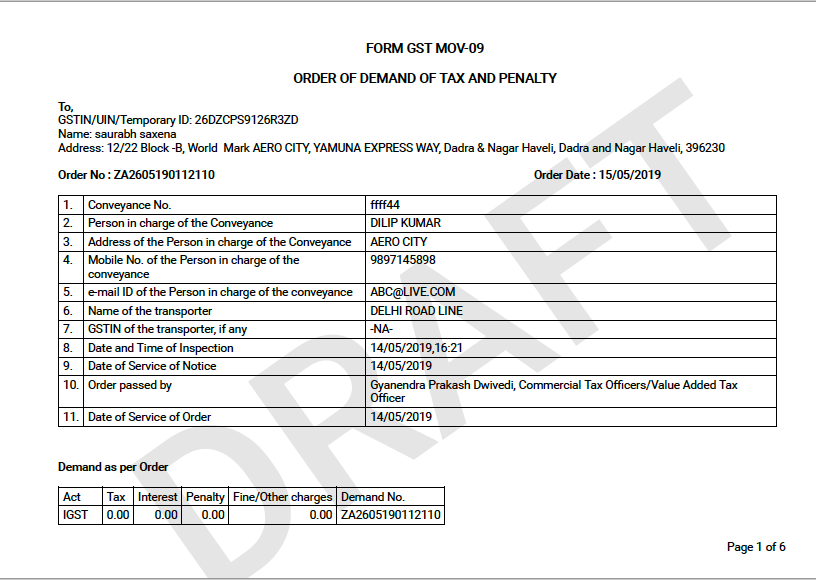 FORM GST MOV-09
ORDER OF DEMAND OF TAX AND PENALTY
To,
GSTIN/UIN/Temporary ID: 26DZCPS9126R3ZD
Name: saurabh saxena
Address: 12/22 Block -B, World Mark AERO CITY, YAMUNA EXPRESS WAY, Dadra & Nagar Haveli, Dadra and Nagar Haveli, 396230
Order No : ZA2605190112110 Order Date : 15/05/2019
1. Conveyance No. ffff44
2. Person in charge of the Conveyance DILIP KUMAR
3. Address of the Person in charge of the Conveyance AERO CITY
4. Mobile No. of the Person in charge of the 9897145898
conveyance
5. e-mail ID of the Person in charge of the conveyance ABC@LIVE.COM
6. Name of the transporter DELHI ROAD LINE
7. GSTIN of the transporter, if any -NA-
8. Date and Time of Inspection 14/05/2019,16:21
9. Date of Service of Notice 14/05/2019
10. Order passed by Gyanendra Prakash Dwivedi, Commercial Tax Officers/Value Added Tax
Officer
11. Date of Service of Order 14/05/2019
Demand as per Order
Act Tax Interest Penalty Fine/Other charges Demand No.
IGST 0.00 0.00 0.00 0.00 ZA2605190112110
Page 1 of 6
DRAFT